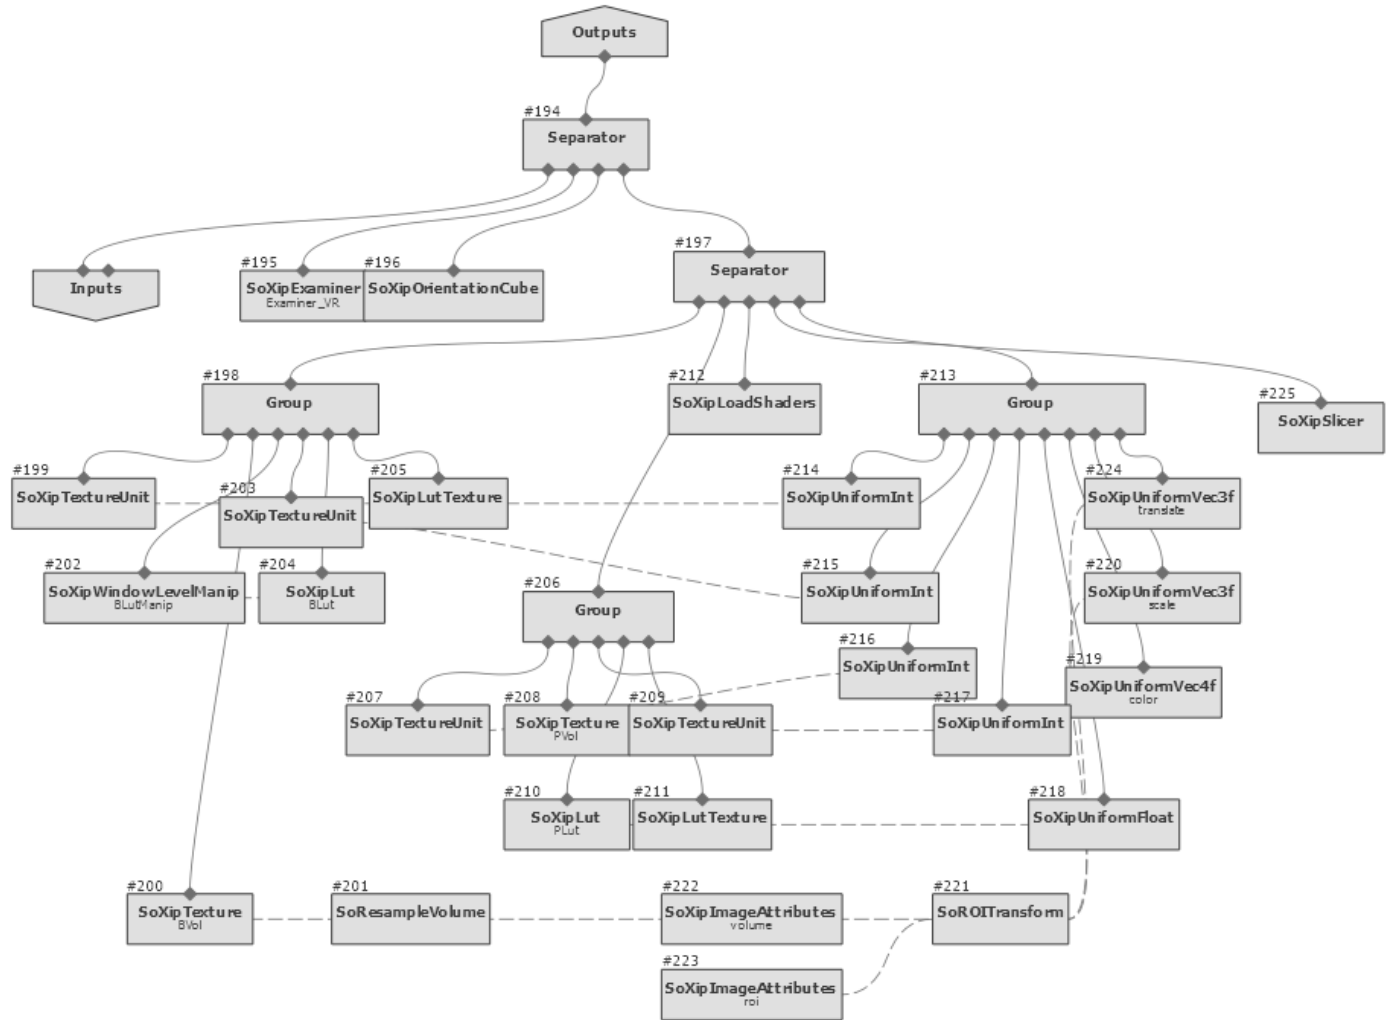 Outputs
#194
Separator
#197
Separator
Inputs
#195
SoXipExaminer
Examiner_VR
#196
SoXipOrientationCube
#198
Group
#212
SoXipLoadShaders
#213
Group
#225
SoXipSlicer
#199
SoXipTextureUnit
#203
SoXipTextureUnit
#205
SoXipLutTexture
#214
SoXipUniformInt
#224
SoXipUniformVec3f
translate
#202
SoXipWindowLevelManip
BLutManip
#204
SoXipLut
BLut
#206
Group
#215
SoXipUniformInt
#220
SoXipUniformVec3f
scale
#216
SoXipUniformInt
#219
SoXipUniformVec4f
color
#207
SoXipTextureUnit
#208
SoXipTexture
PVol
#209
SoXipTextureUnit
#217
SoXipUniformInt
#210
SoXipLut
PLut
#211
SoXipLutTexture
#218
SoXipUniformFloat
#200
SoXipTexture
BVol
#201
SoResampleVolume
#222
SoXipImageAttributes
volume
#221
SoROITransform
#223
SoXipImageAttributes
roi